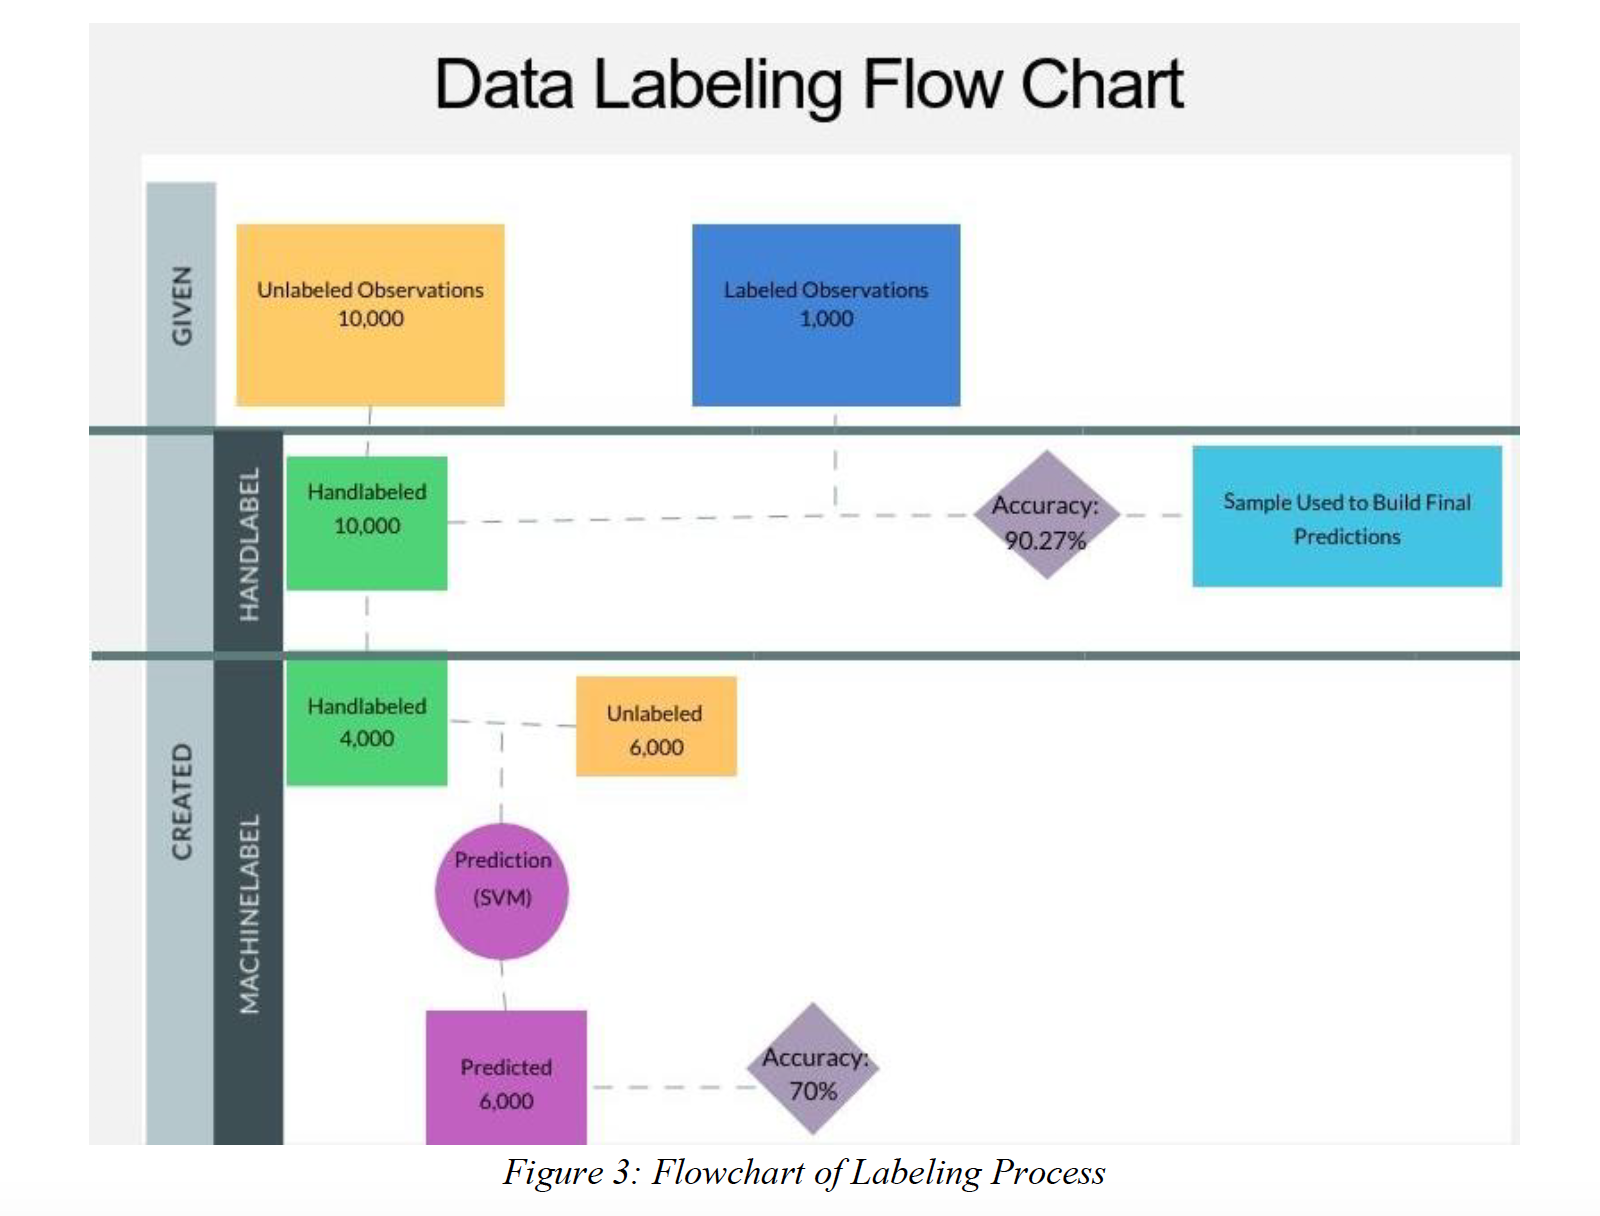 Data Labeling Flow Chart
GIVEN
Unlabeled Observations
10,000
Labeled Observations
1,000
HANDLABEL
Handlabeled
10,000
Accuracy:
90.27%
Sample Used to Build Final
Predictions
CREATED
MACHINELABEL
Handlabeled
4,000
Unlabeled
6,000
Prediction
(SVM)
Predicted
6,000
Accuracy:
70%
Figure 3: Flowchart of Labeling Process